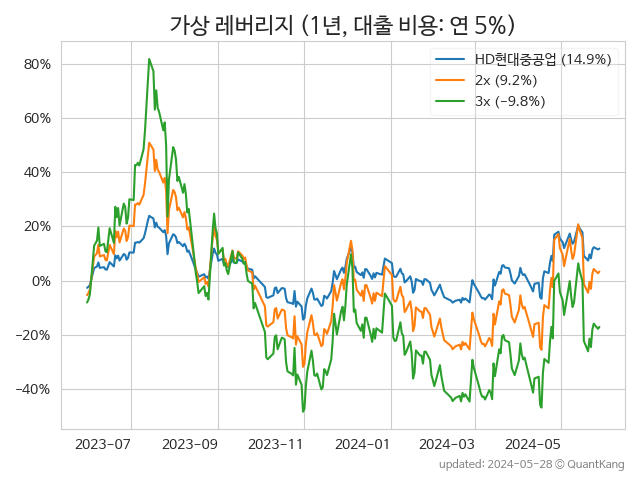 가상 레버리지 (1년, 대출 비용: 연 5%)
HD현대중공업 (14.9%)
2x (9.2%)
3x (−9.8%)
80%
60%
40%
20%
0%
−20%
−40%
2023-07 2023-09 2023-11 2024-01 2024-03 2024-05
updated: 2024-05-28 © QuantKang